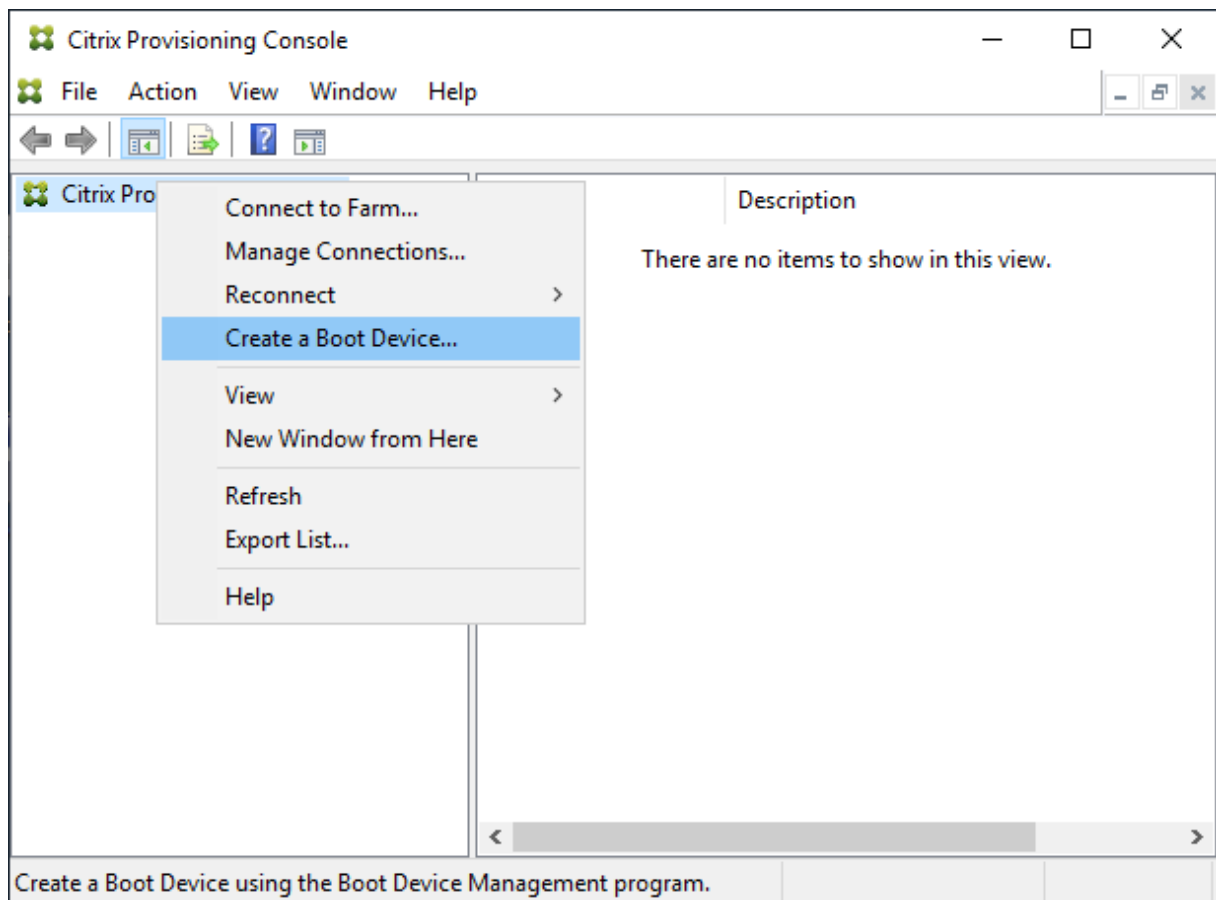 Citrix Provisioning Console
File Action View Window Help
Citrix Pro
Description
Connect to Farm...
There are no items to show in this view.
Manage Connections...
Reconnect
Create a Boot Device...
View
New Window from Here
Refresh
Export List...
Help
Create a Boot Device using the Boot Device Management program.